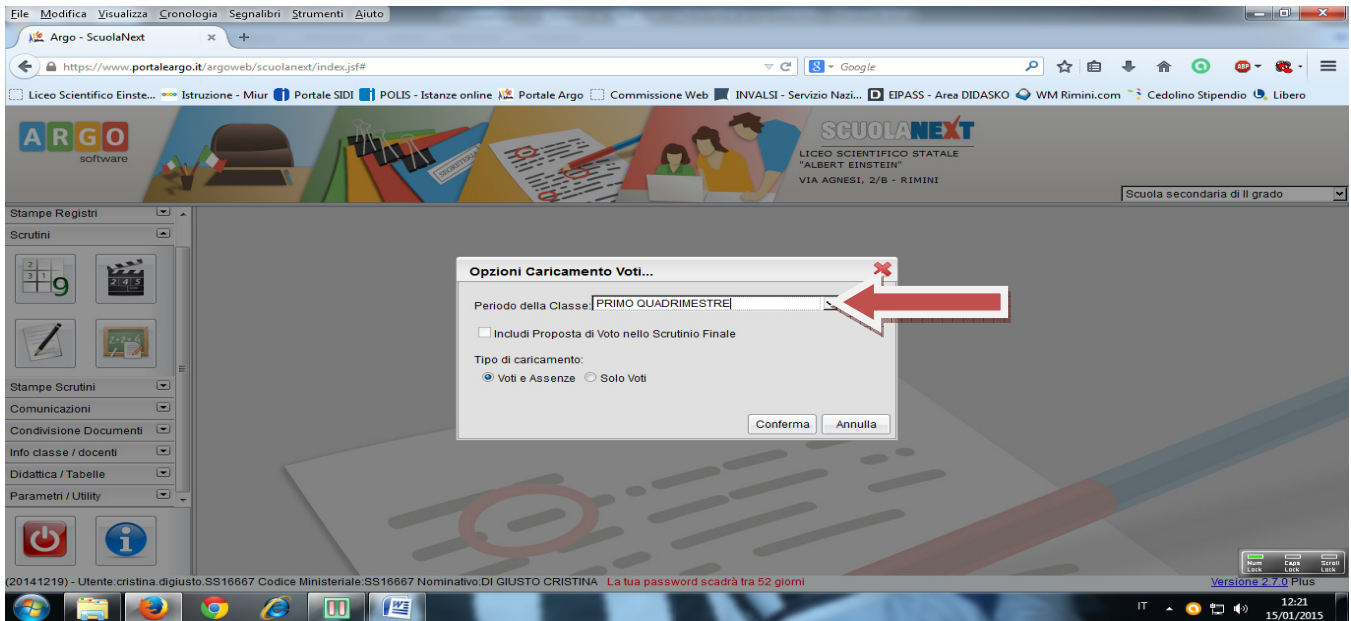 File Modifica Visualizza Cronologia Segnalibri Strumenti Aiuto
Argo - ScuolaNext
https://www.portaleargo.it/argoweb/scuolanext/index.jsf#
Google
Liceo Scientifico Einste... Istruzione - Miur Portale SIDI POLIS - Istanze online Portale Argo Commissione Web INVALSI - Servizio Nazi... EIPASS - Area DIDASKO WM Rimini.com Cedolino Stipendio Libero
ARGO
software
SEGRETERIA
SCUOLANEXT
LICEO SCIENTIFICO STATALE
"ALBERT EINSTEIN"
VIA AGNESI, 2/B - RIMINI
Scuola secondaria di II grado
Stampe Registri
Scrutini
Stampe Scrutini
Comunicazioni
Condivisione Documenti
Info classe / docenti
Didattica / Tabelle
Parametri / Utility
Opzioni Caricamento Voti...
Periodo della Classe: PRIMO QUADRIMESTRE
Includi Proposta di Voto nello Scrutinio Finale
Tipo di caricamento:
Voti e Assenze Solo Voti
Conferma Annulla
Num Lock Caps Lock Scroll Lock
(20141219) - Utente:cristina.digiusto.SS16667 Codice Ministeriale:SS16667 Nominativo:DI GIUSTO CRISTINA La tua password scadrà tra 52 giorni
Versione 2.7.0 Plus
IT
12:21
15/01/2015